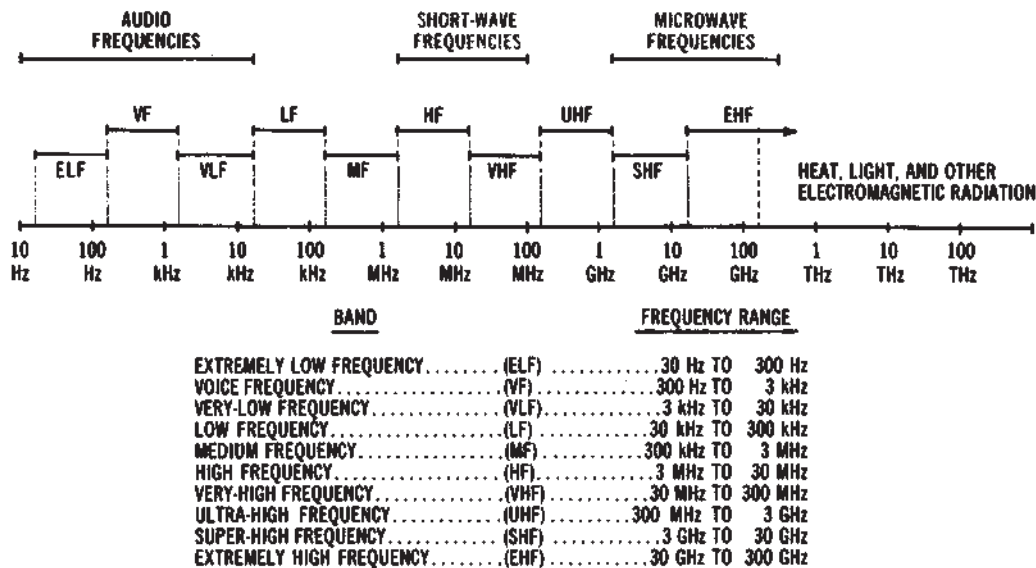 AUDIO FREQUENCIES
SHORT-WAVE FREQUENCIES
MICROWAVE FREQUENCIES
VF
LF
HF
UHF
EHF
ELF
VLF
MF
VHF
SHF
HEAT, LIGHT, AND OTHER
ELECTROMAGNETIC RADIATION
10 Hz
100 Hz
1 kHz
10 kHz
100 kHz
1 MHz
10 MHz
100 MHz
1 GHz
10 GHz
100 GHz
1 THz
10 THz
100 THz
BAND FREQUENCY RANGE
EXTREMELY LOW FREQUENCY........(ELF)..........30 Hz TO 300 Hz
VOICE FREQUENCY...................(VF)..........300 Hz TO 3 kHz
VERY-LOW FREQUENCY...............(VLF)..........3 kHz TO 30 kHz
LOW FREQUENCY....................(LF)..........30 kHz TO 300 kHz
MEDIUM FREQUENCY.................(MF)..........300 kHz TO 3 MHz
HIGH FREQUENCY...................(HF)..........3 MHz TO 30 MHz
VERY-HIGH FREQUENCY..............(VHF)..........30 MHz TO 300 MHz
ULTRA-HIGH FREQUENCY.............(UHF)..........300 MHz TO 3 GHz
SUPER-HIGH FREQUENCY.............(SHF)..........3 GHz TO 30 GHz
EXTREMELY HIGH FREQUENCY.........(EHF)..........30 GHz TO 300 GHz